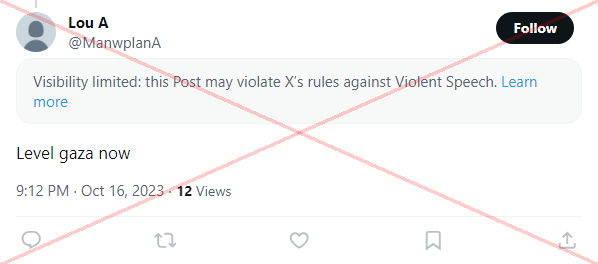 Lou A
@ManwplanA
Follow
Visibility limited: this Post may violate X's rules against Violent Speech. Learn
more
Level gaza now
9:12 PM · Oct 16, 2023 · 12 Views